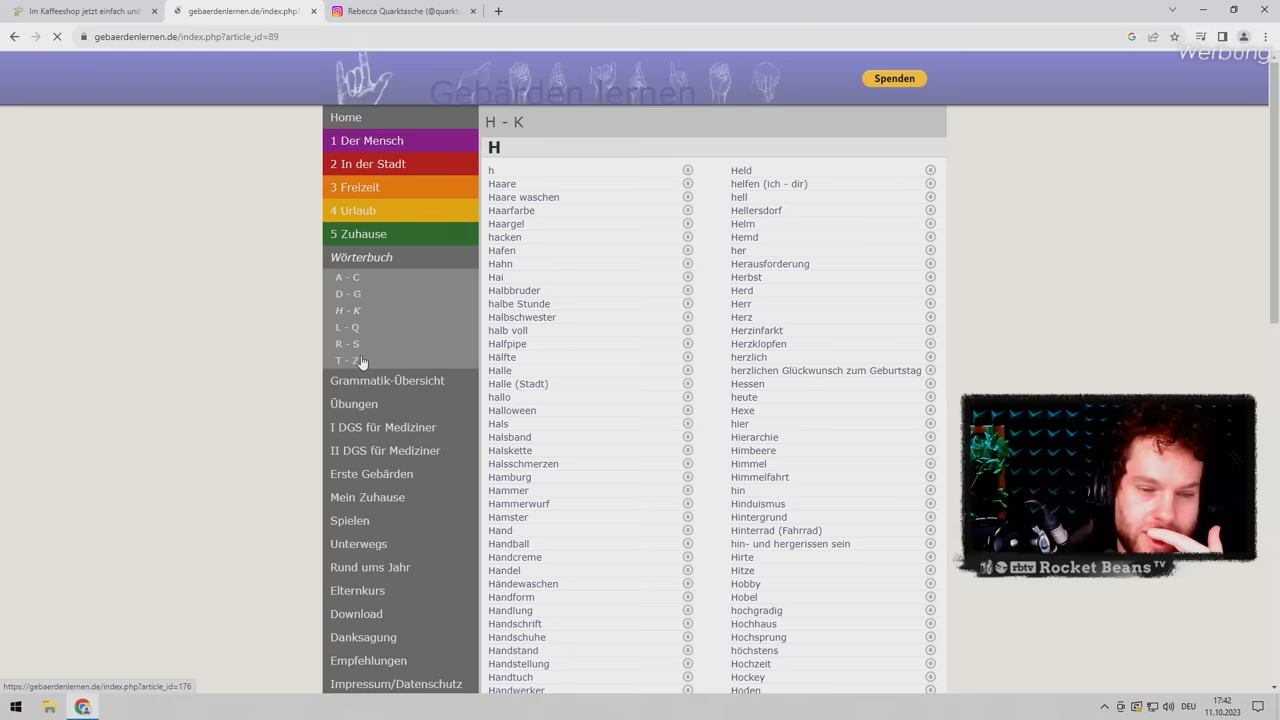 Im Kaffeeshop jetzt einfach und
gebaerdenlernen.de/index.php?
Rebecca Quarktasche (@quarkt
gebaerdenlernen.de/index.php?article_id=89
Werbung
Gebärden lernen
Spenden
Home
1 Der Mensch
2 In der Stadt
3 Freizeit
4 Urlaub
5 Zuhause
Wörterbuch
A - C
D - G
H - K
L - Q
R - S
T - Z
Grammatik-Übersicht
Übungen
I DGS für Mediziner
II DGS für Mediziner
Erste Gebärden
Mein Zuhause
Spielen
Unterwegs
Rund ums Jahr
Elternkurs
Download
Danksagung
Empfehlungen
Impressum/Datenschutz
H - K
H
h
Haare
Haare waschen
Haarfarbe
Haargel
hacken
Hafen
Hahn
Hai
Halbbruder
halbe Stunde
Halbschwester
halb voll
Halfpipe
Hälfte
Halle
Halle (Stadt)
hallo
Halloween
Hals
Halsband
Halskette
Halsschmerzen
Hamburg
Hammer
Hammerwurf
Hamster
Hand
Handball
Handcreme
Handel
Händewaschen
Handform
Handlung
Handschrift
Handschuhe
Handstand
Handstellung
Handtuch
Handwerker
Held
helfen (ich - dir)
hell
Hellersdorf
Helm
Hemd
her
Herausforderung
Herbst
Herd
Herr
Herz
Herzinfarkt
Herzklopfen
herzlich
herzlichen Glückwunsch zum Geburtstag
Hessen
heute
Hexe
hier
Hierarchie
Himbeere
Himmel
Himmelfahrt
hin
Hinduismus
Hintergrund
Hinterrad (Fahrrad)
hin- und hergerissen sein
Hirte
Hitze
Hobby
Hobel
hochgradig
Hochhaus
Hochsprung
höchstens
Hochzeit
Hockey
Hoden
rbtv Rocket Beans TV
https://gebaerdenlernen.de/index.php?article_id=176
DEU
17:42
11.10.2023